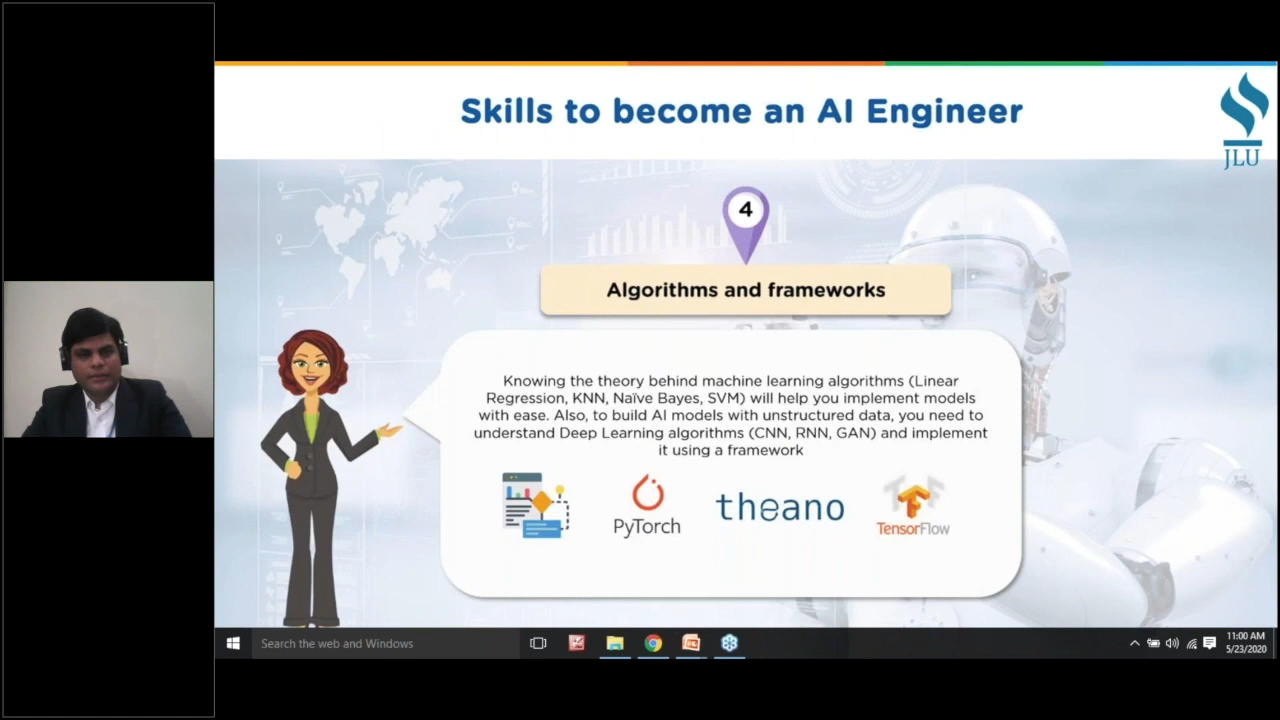 Skills to become an AI Engineer
JLU
4
Algorithms and frameworks
Knowing the theory behind machine learning algorithms (Linear
Regression, KNN, Naïve Bayes, SVM) will help you implement models
with ease. Also, to build AI models with unstructured data, you need to
understand Deep Learning algorithms (CNN, RNN, GAN) and implement
it using a framework
PyTorch
theano
TensorFlow
Search the web and Windows
11:00 AM
5/23/2020